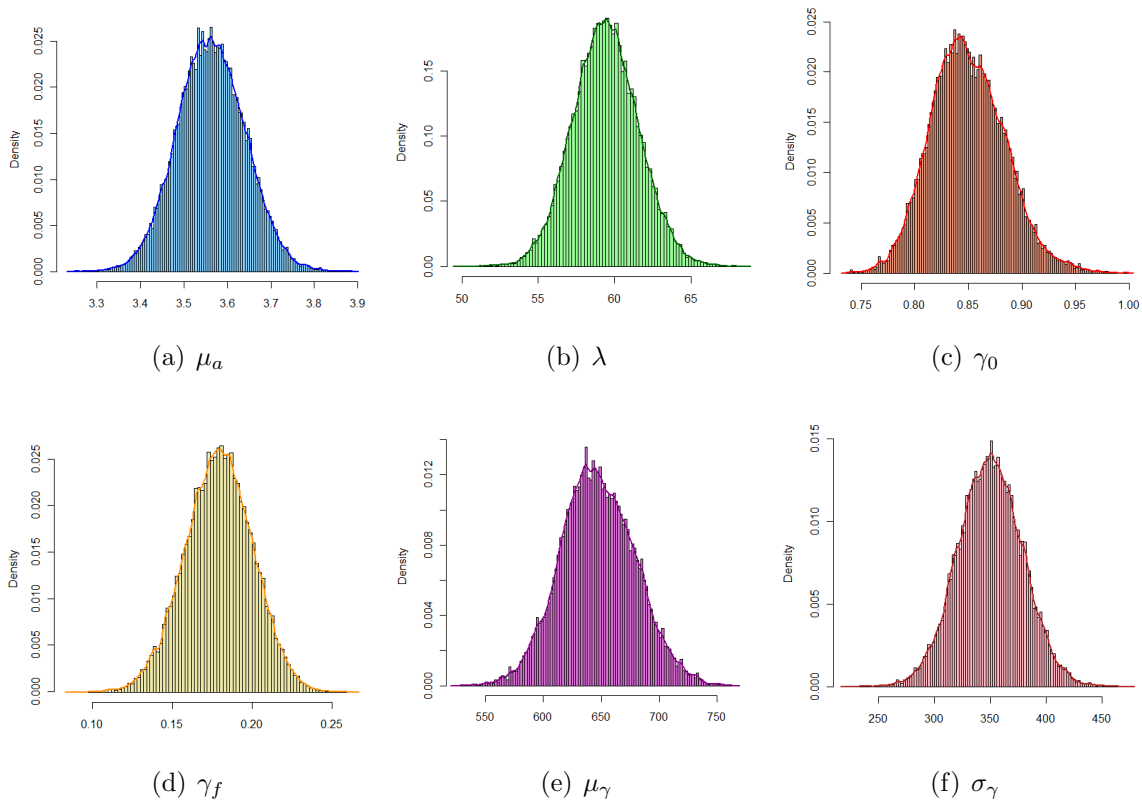 Density
0.000 0.005 0.010 0.015 0.020 0.025
3.3 3.4 3.5 3.6 3.7 3.8 3.9
(a) μ_a
0.00 0.05 0.10 0.15
50 55 60 65
(b) λ
Density
0.000 0.005 0.010 0.015 0.020 0.025
0.75 0.80 0.85 0.90 0.95 1.00
(c) γ_0
Density
0.000 0.005 0.010 0.015 0.020 0.025
0.10 0.15 0.20 0.25
(d) γ_f
Density
0.000 0.004 0.008 0.012
550 600 650 700 750
(e) μ_γ
Density
0.000 0.005 0.010 0.015
250 300 350 400 450
(f) σ_γ